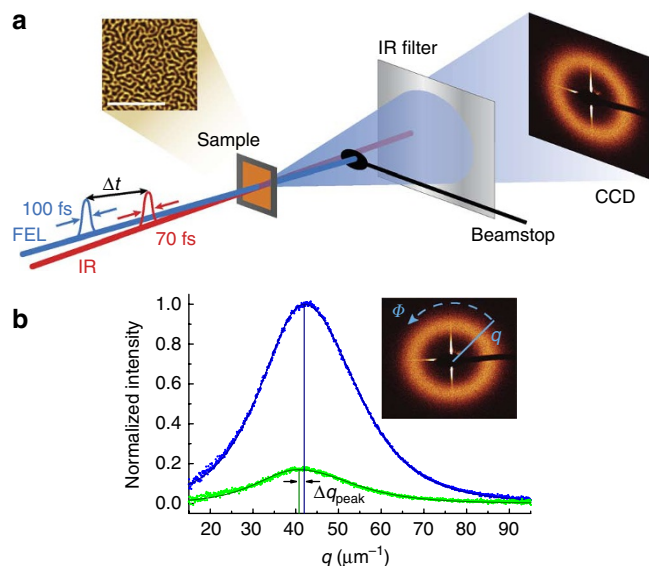 a
IR filter
Sample
Δt
100 fs
FEL
70 fs
IR
CCD
Beamstop
b
Normalized intensity
1.0
0.8
0.6
0.4
0.2
0.0
Φ
q
Δq_peak
20 30 40 50 60 70 80 90
q (μm⁻¹)